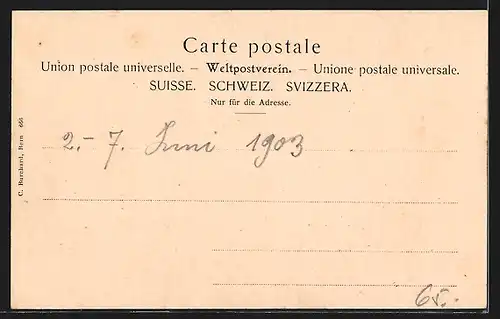 Carte postale
Union postale universelle. – Weltpostverein. – Unione postale universale.
SUISSE. SCHWEIZ. SVIZZERA.
Nur für die Adresse.
2. – 7. Juni 1903
C. Burckard, Bern 666
65.-